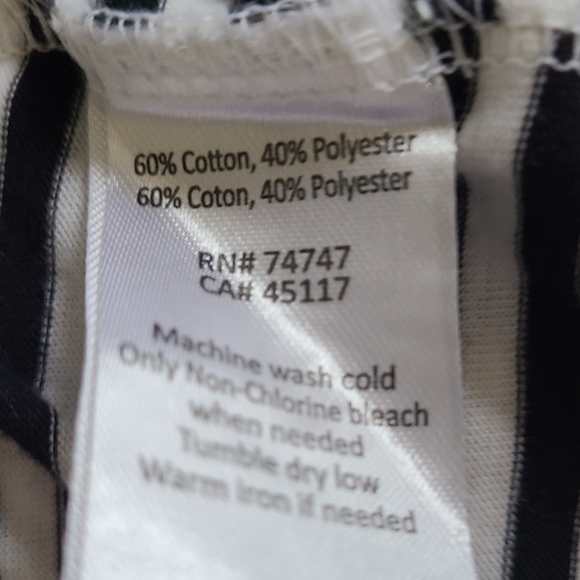 60% Cotton, 40% Polyester
60% Coton, 40% Polyester
RN# 74747
CA# 45117
Machine wash cold
Only Non-Chlorine bleach
when needed
Tumble dry low
Warm iron if needed